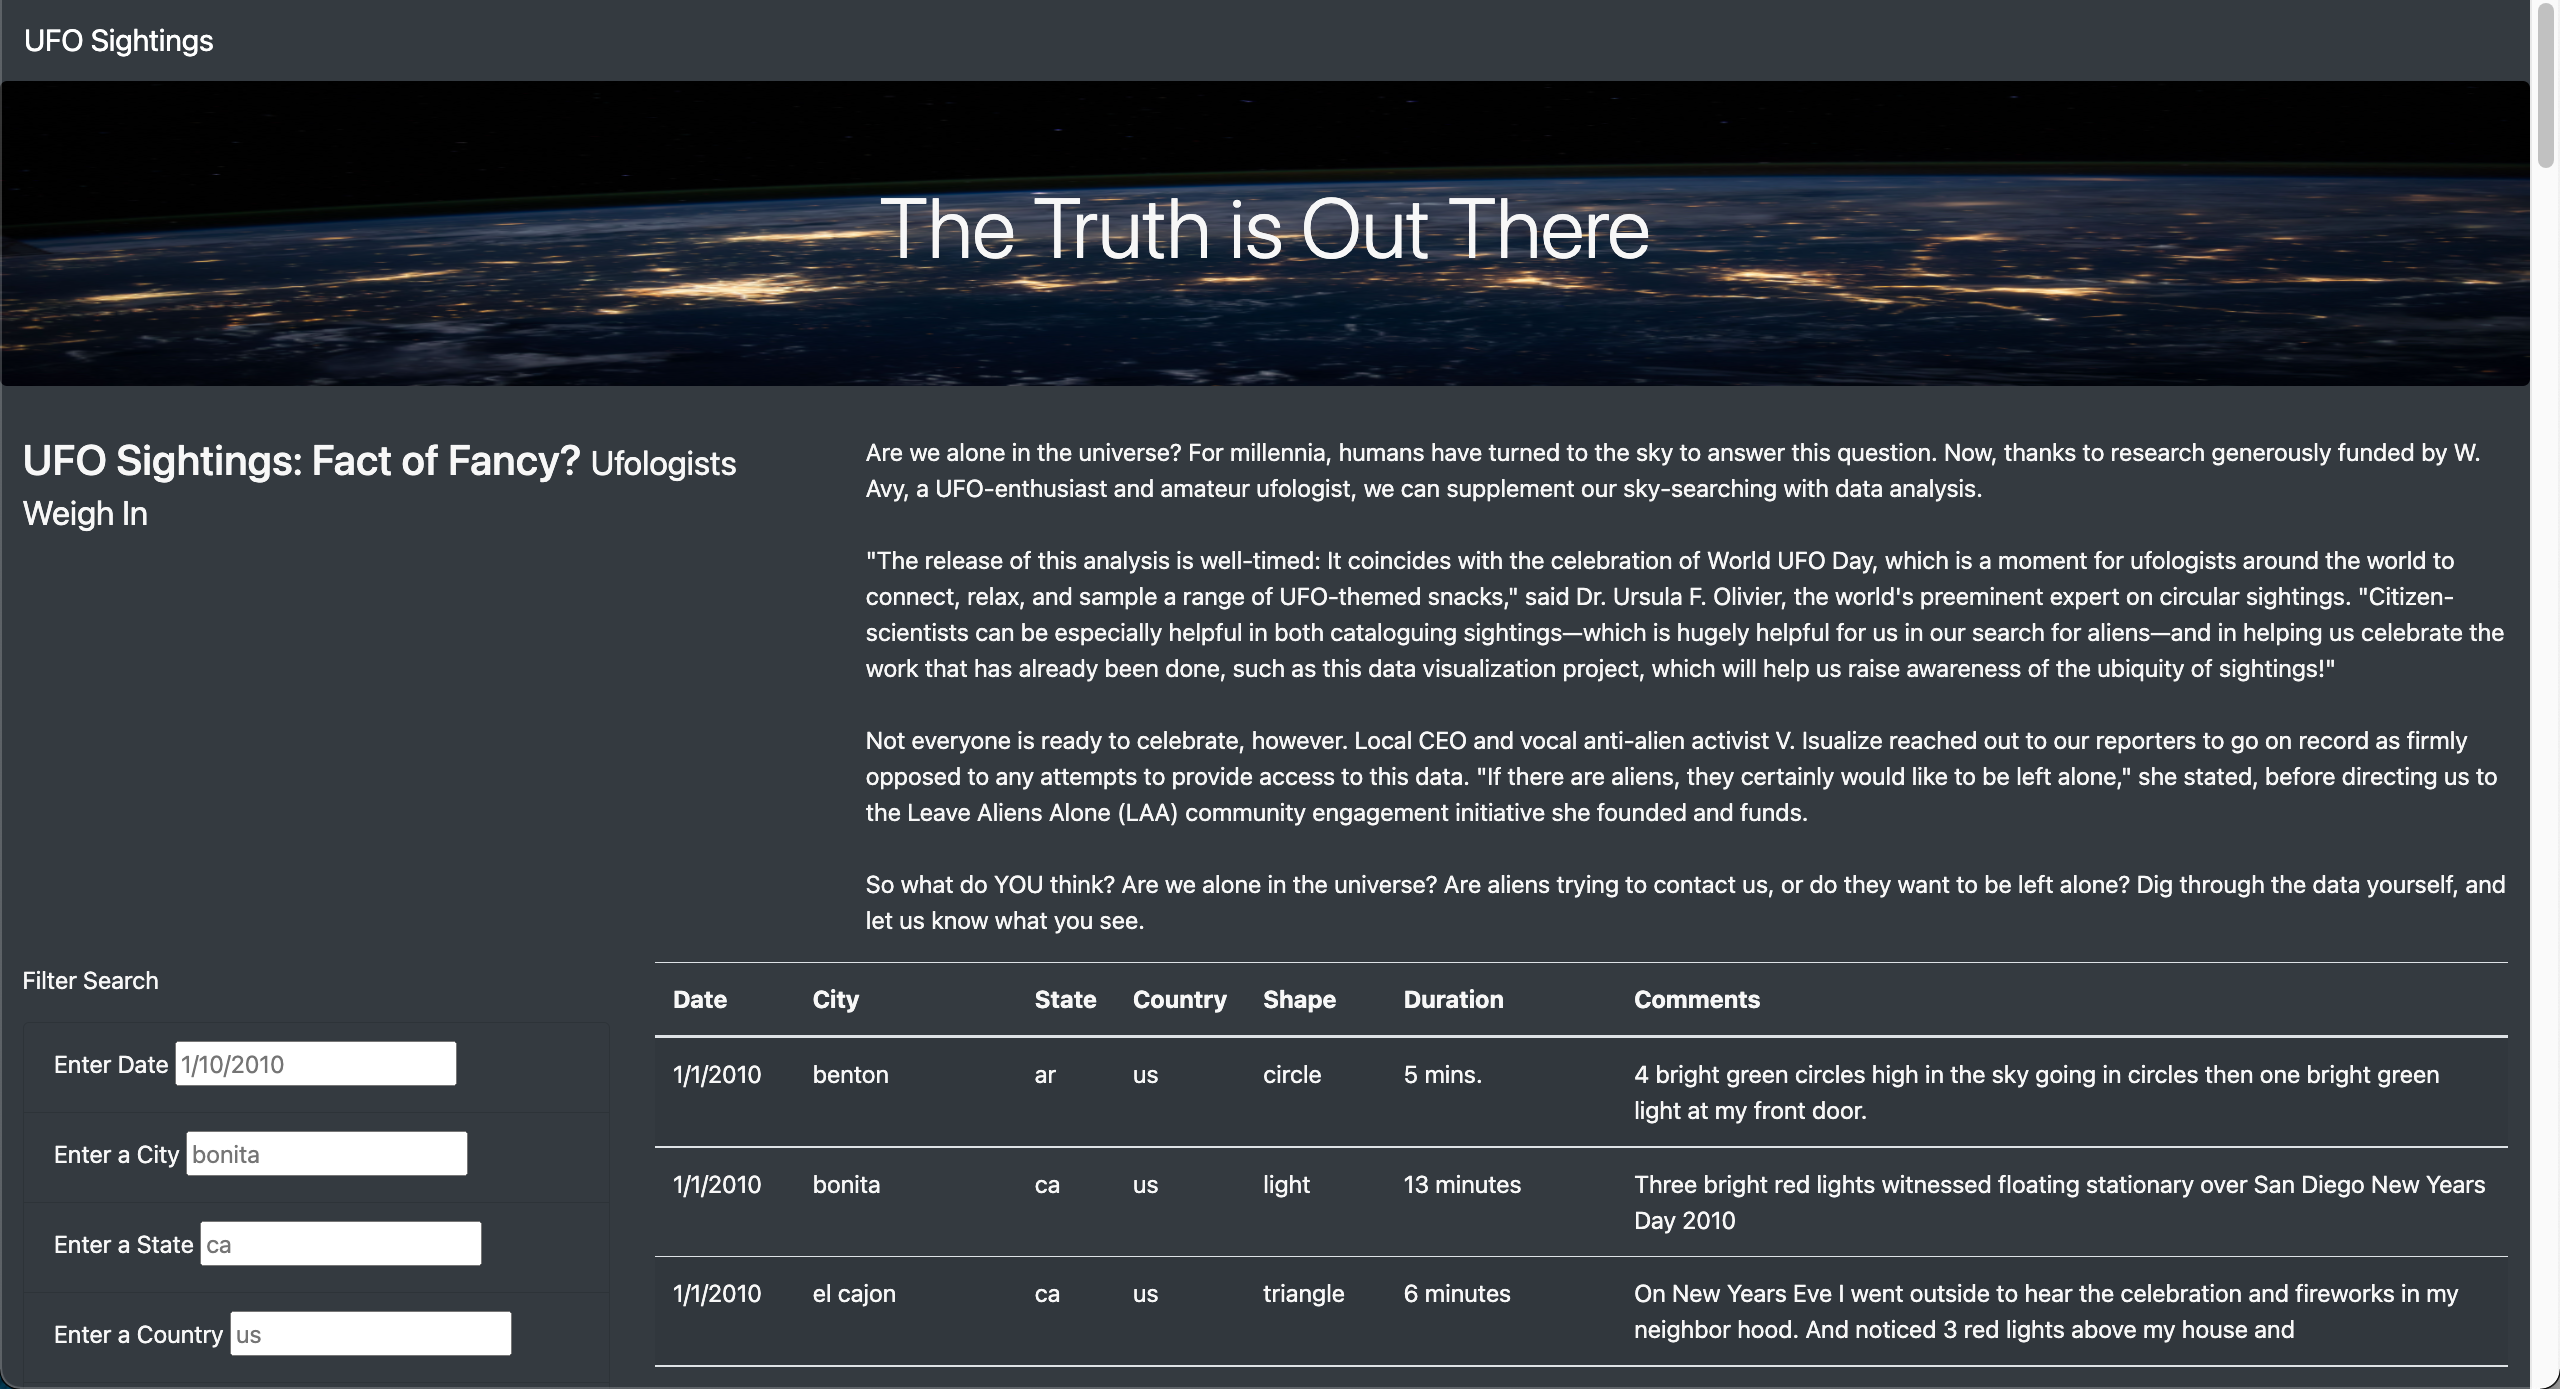 UFO Sightings
The Truth is Out There
UFO Sightings: Fact of Fancy? Ufologists
Weigh In
Are we alone in the universe? For millennia, humans have turned to the sky to answer this question. Now, thanks to research generously funded by W.
Avy, a UFO-enthusiast and amateur ufologist, we can supplement our sky-searching with data analysis.
"The release of this analysis is well-timed: It coincides with the celebration of World UFO Day, which is a moment for ufologists around the world to
connect, relax, and sample a range of UFO-themed snacks," said Dr. Ursula F. Olivier, the world's preeminent expert on circular sightings. "Citizen-
scientists can be especially helpful in both cataloguing sightings—which is hugely helpful for us in our search for aliens—and in helping us celebrate the
work that has already been done, such as this data visualization project, which will help us raise awareness of the ubiquity of sightings!"
Not everyone is ready to celebrate, however. Local CEO and vocal anti-alien activist V. Isualize reached out to our reporters to go on record as firmly
opposed to any attempts to provide access to this data. "If there are aliens, they certainly would like to be left alone," she stated, before directing us to
the Leave Aliens Alone (LAA) community engagement initiative she founded and funds.
So what do YOU think? Are we alone in the universe? Are aliens trying to contact us, or do they want to be left alone? Dig through the data yourself, and
let us know what you see.
Filter Search
Enter Date 1/10/2010
Enter a City bonita
Enter a State ca
Enter a Country us
Date City State Country Shape Duration Comments
1/1/2010 benton ar us circle 5 mins. 4 bright green circles high in the sky going in circles then one bright green
light at my front door.
1/1/2010 bonita ca us light 13 minutes Three bright red lights witnessed floating stationary over San Diego New Years
Day 2010
1/1/2010 el cajon ca us triangle 6 minutes On New Years Eve I went outside to hear the celebration and fireworks in my
neighbor hood. And noticed 3 red lights above my house and